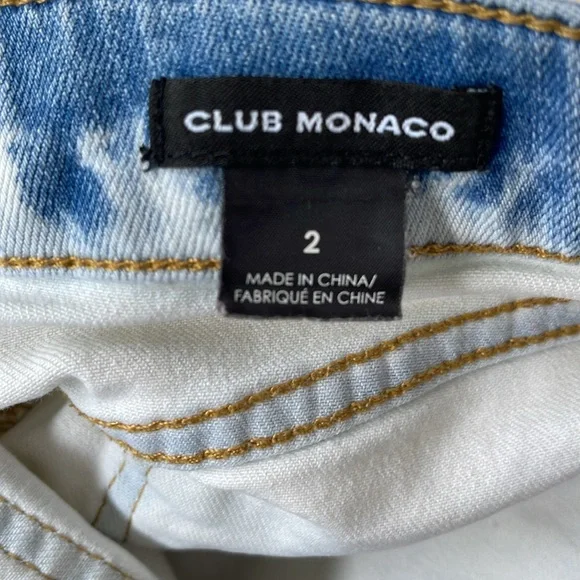 CLUB MONACO
2
MADE IN CHINA/
FABRIQUÉ EN CHINE